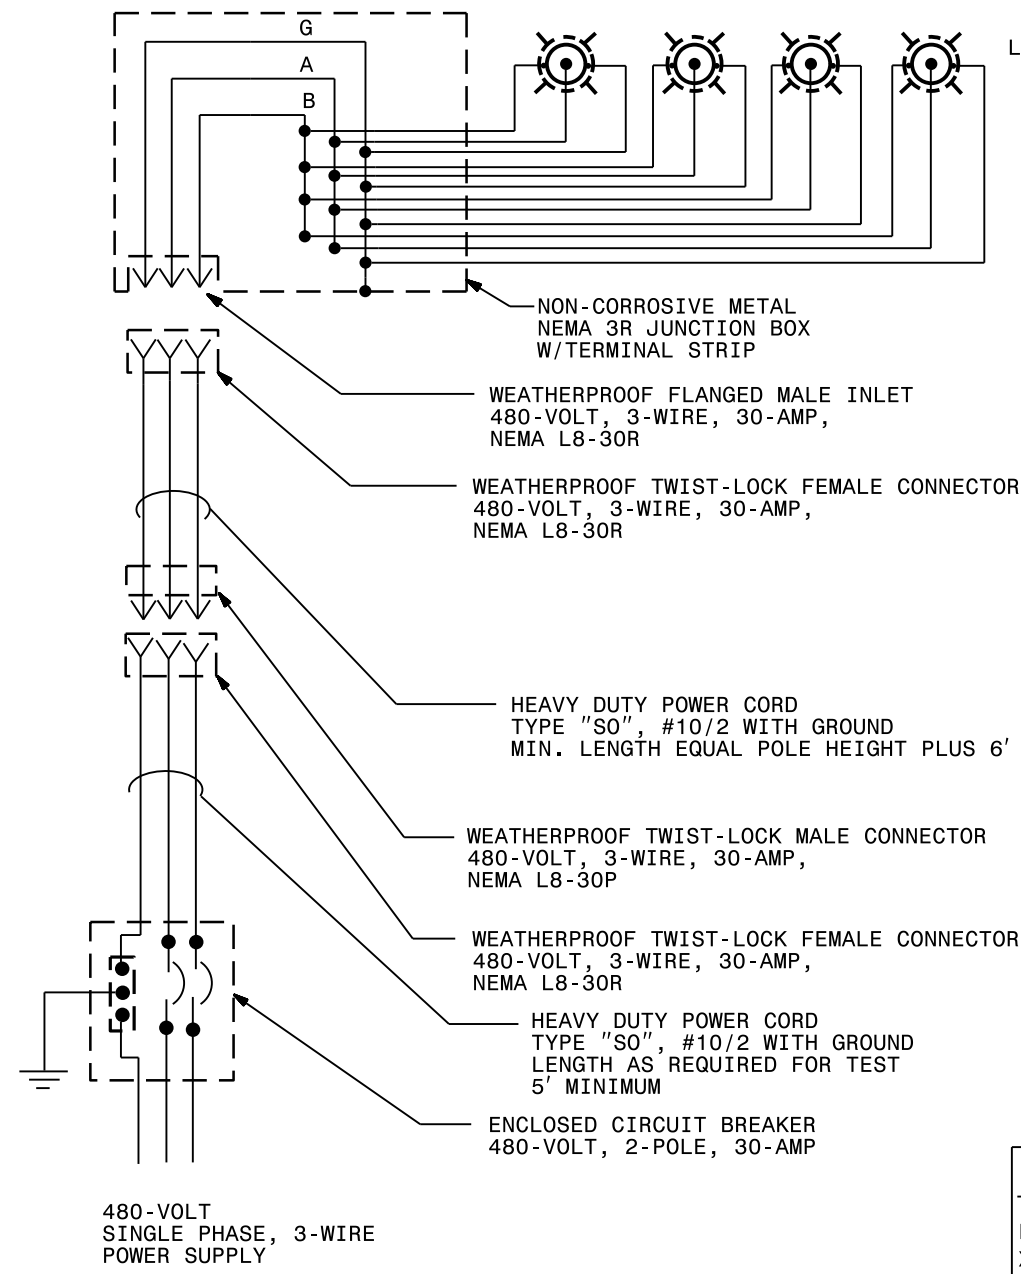 G
A
B
L
NON-CORROSIVE METAL
NEMA 3R JUNCTION BOX
W/TERMINAL STRIP
WEATHERPROOF FLANGED MALE INLET
480-VOLT, 3-WIRE, 30-AMP,
NEMA L8-30R
WEATHERPROOF TWIST-LOCK FEMALE CONNECTOR
480-VOLT, 3-WIRE, 30-AMP,
NEMA L8-30R
HEAVY DUTY POWER CORD
TYPE "SO", #10/2 WITH GROUND
MIN. LENGTH EQUAL POLE HEIGHT PLUS 6'
WEATHERPROOF TWIST-LOCK MALE CONNECTOR
480-VOLT, 3-WIRE, 30-AMP,
NEMA L8-30P
WEATHERPROOF TWIST-LOCK FEMALE CONNECTOR
480-VOLT, 3-WIRE, 30-AMP,
NEMA L8-30R
HEAVY DUTY POWER CORD
TYPE "SO", #10/2 WITH GROUND
LENGTH AS REQUIRED FOR TEST
5' MINIMUM
ENCLOSED CIRCUIT BREAKER
480-VOLT, 2-POLE, 30-AMP
480-VOLT
SINGLE PHASE, 3-WIRE
POWER SUPPLY